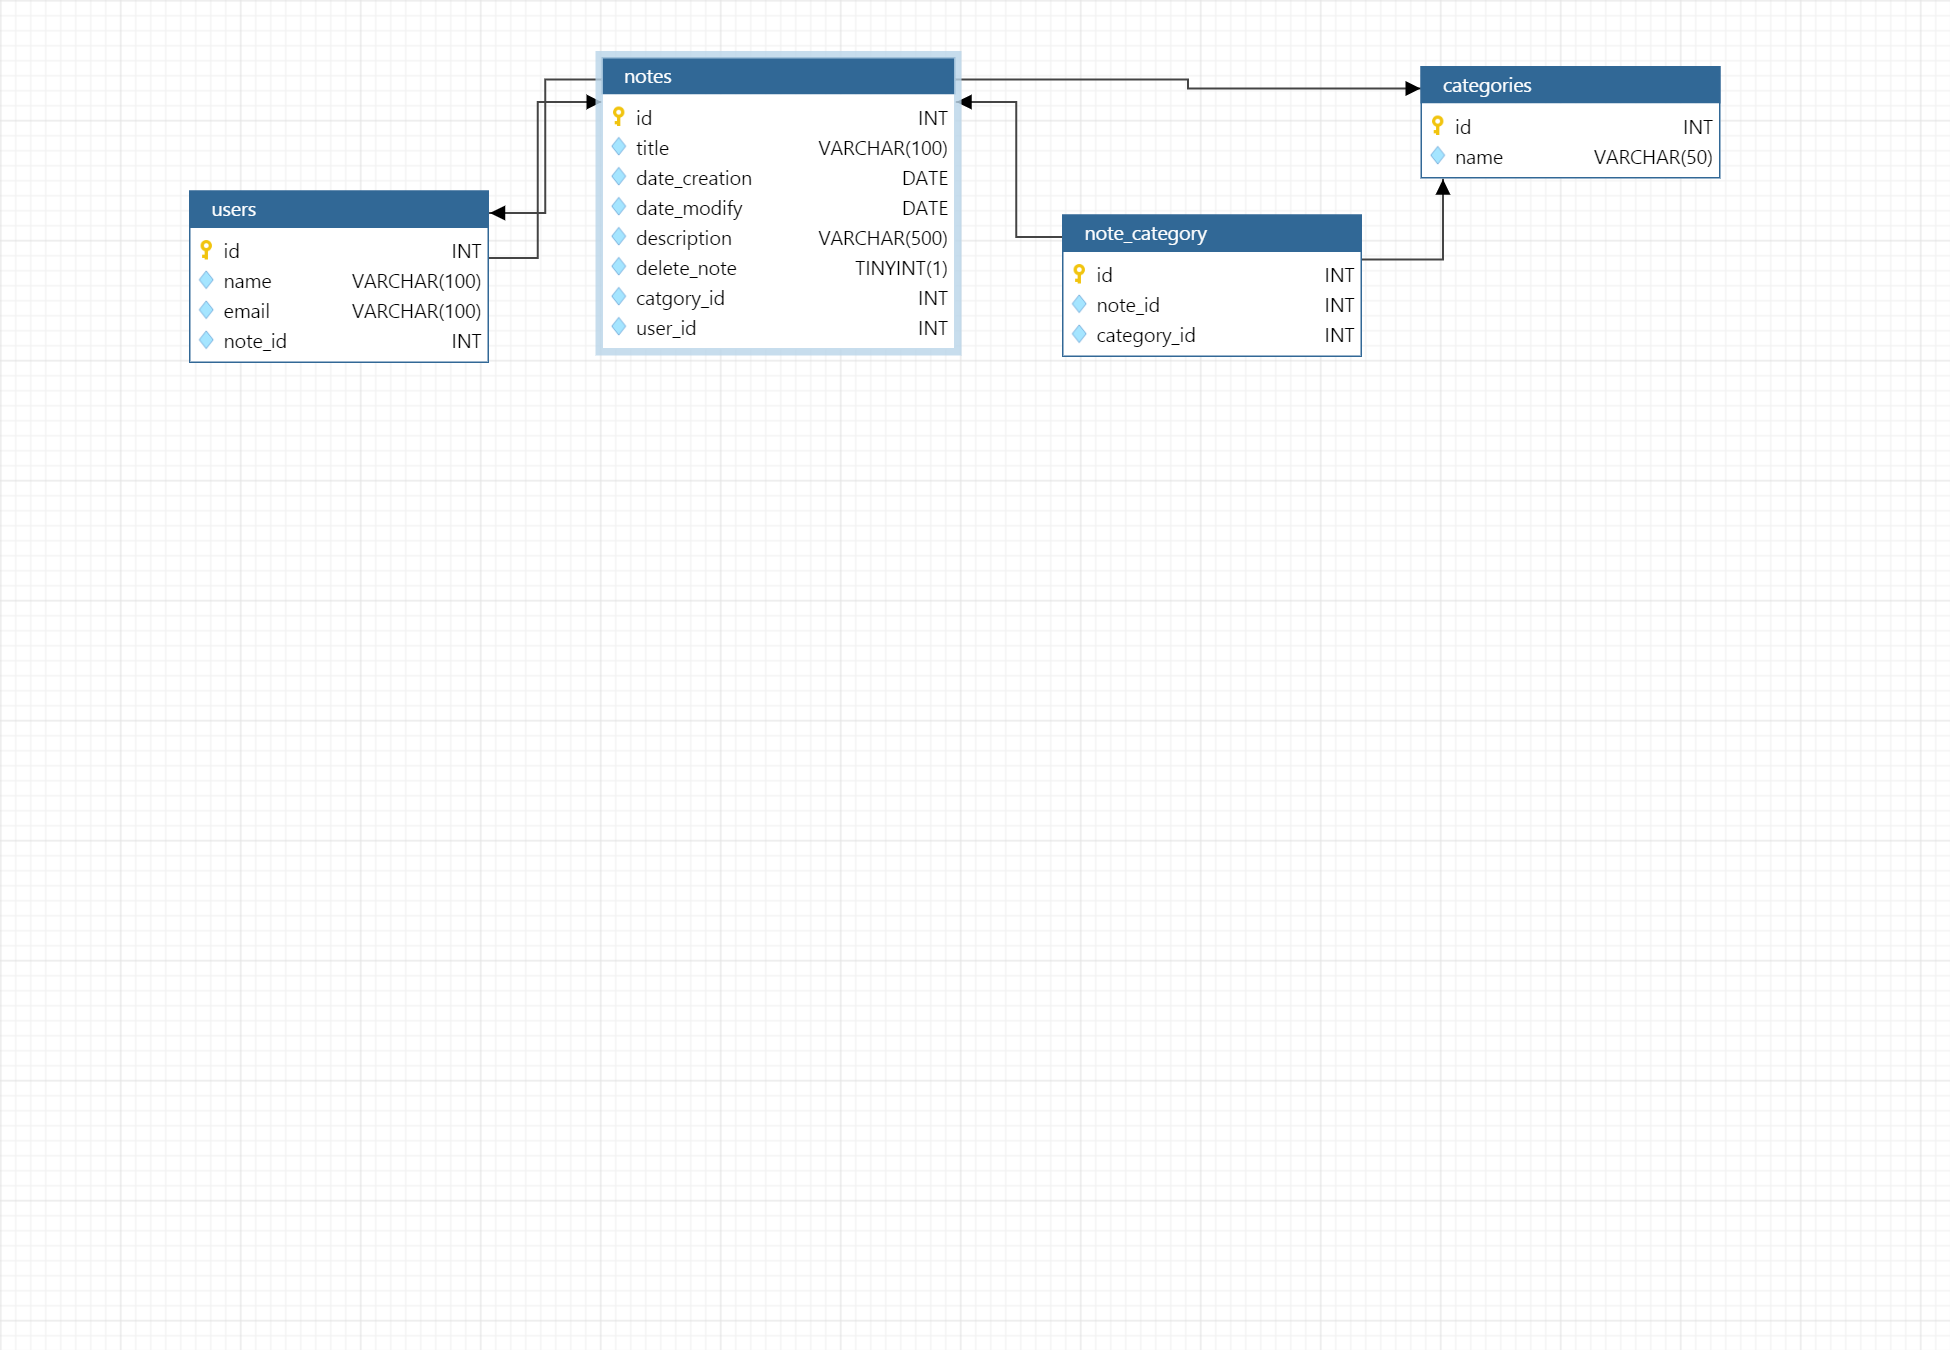 users
id INT
name VARCHAR(100)
email VARCHAR(100)
note_id INT
notes
id INT
title VARCHAR(100)
date_creation DATE
date_modify DATE
description VARCHAR(500)
delete_note TINYINT(1)
catgory_id INT
user_id INT
note_category
id INT
note_id INT
category_id INT
categories
id INT
name VARCHAR(50)